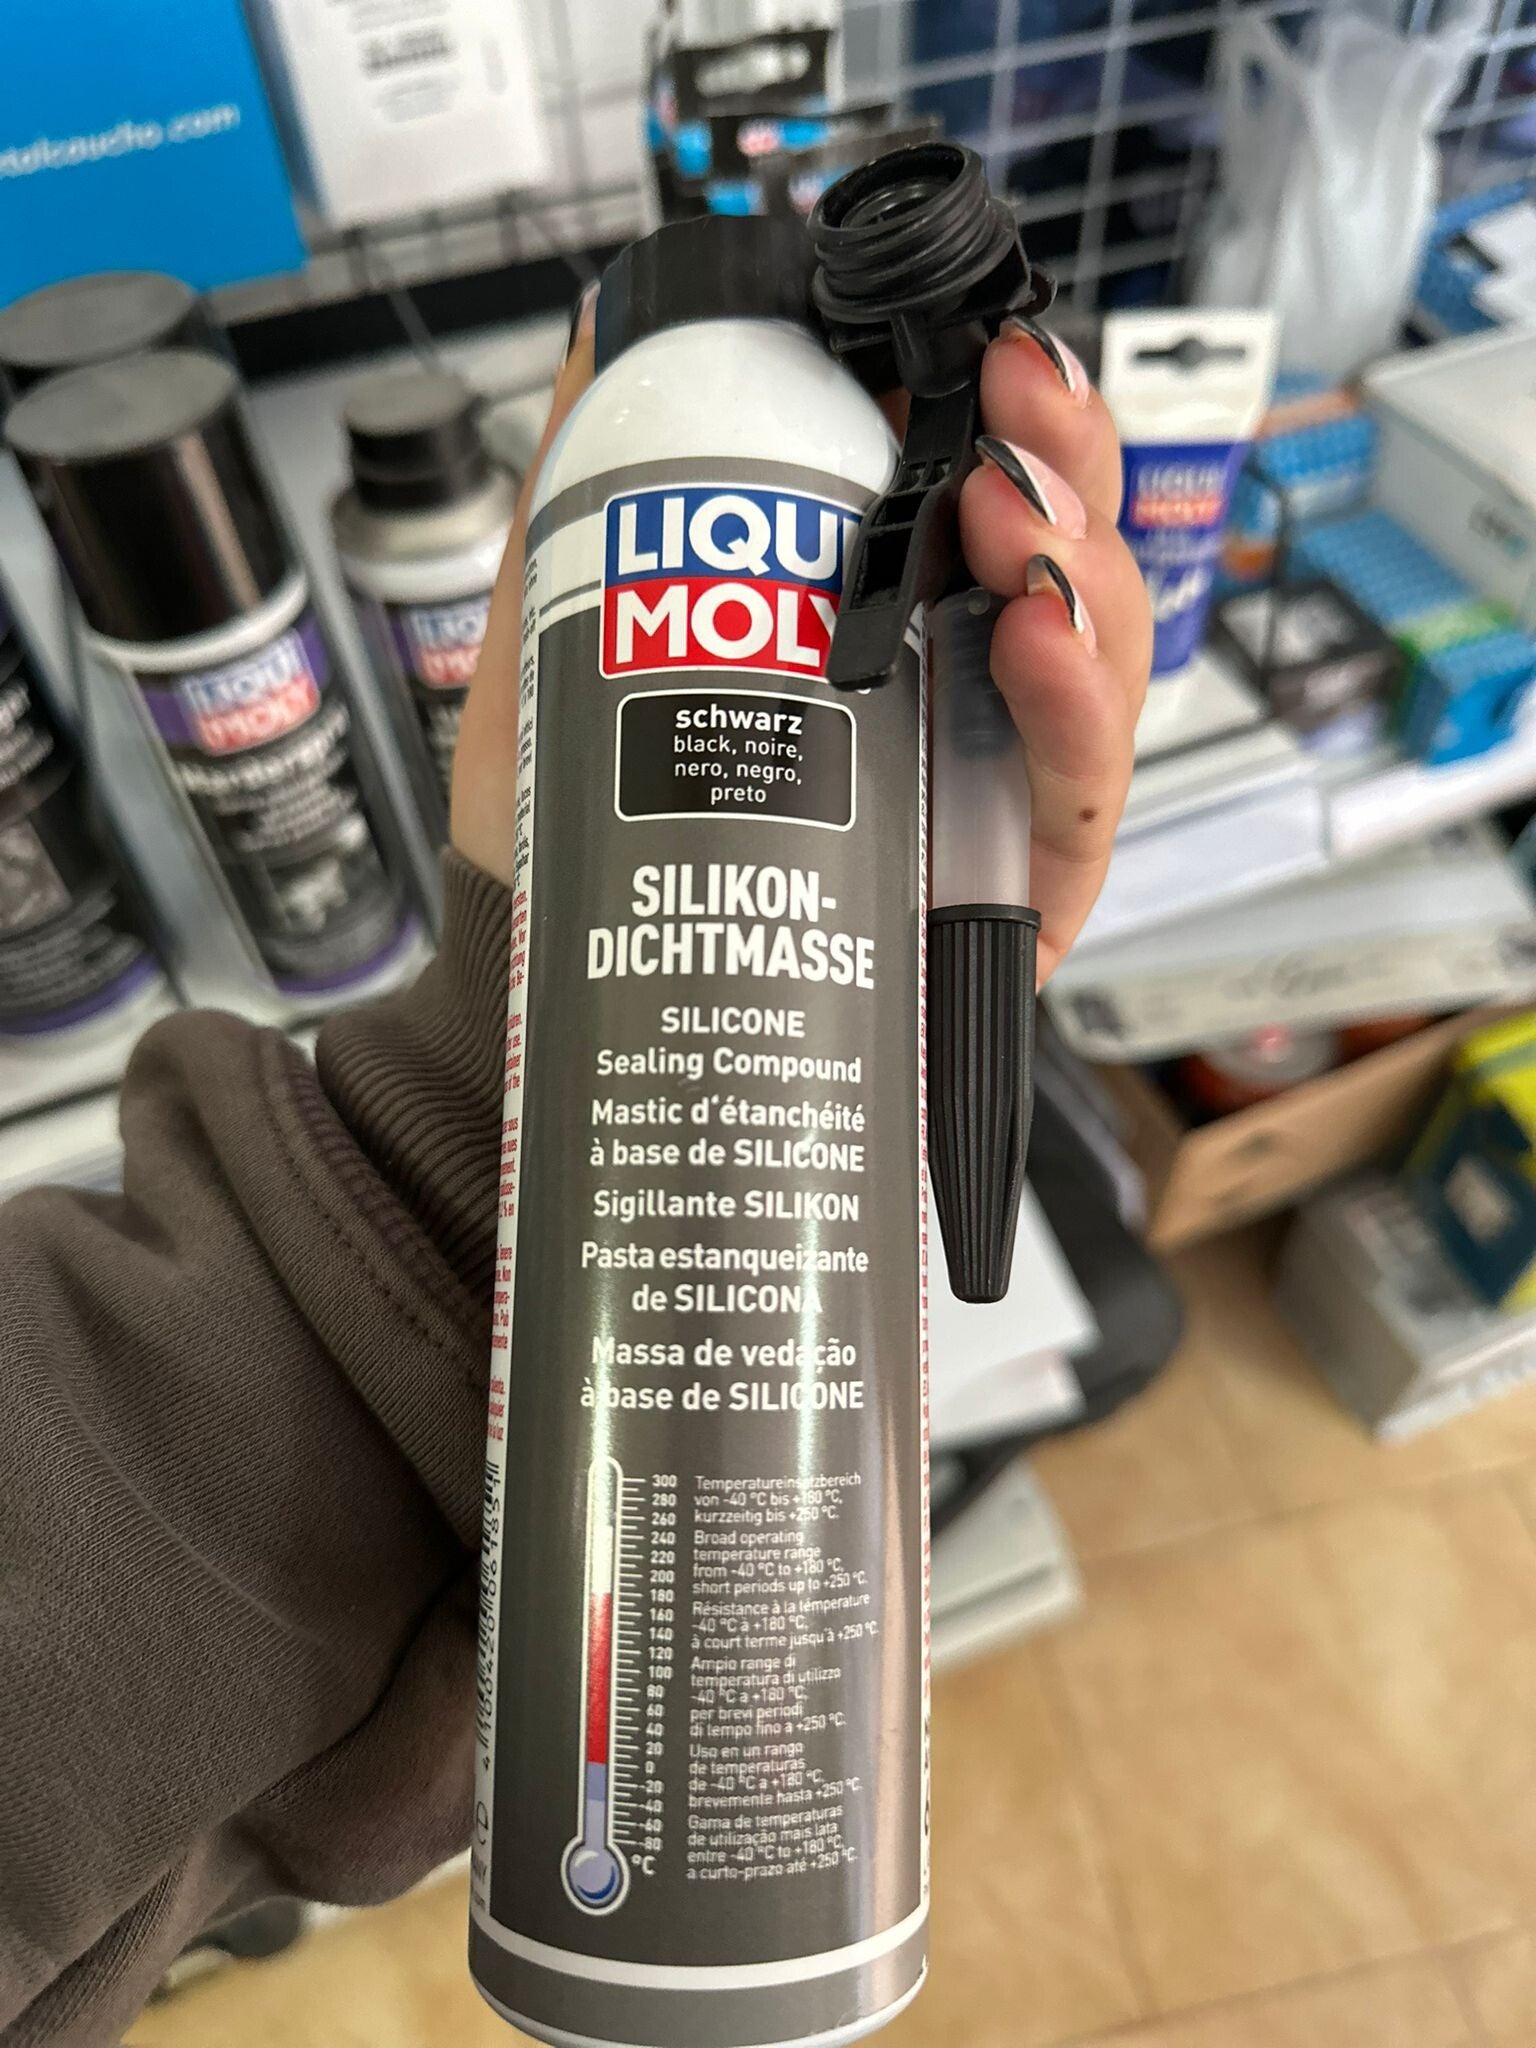 talcaucho.com
LIQUI
MOLY
schwarz
black, noire,
nero, negro,
preto
SILIKON-
DICHTMASSE
SILICONE
Sealing Compound
Mastic d'étanchéité
à base de SILICONE
Sigillante SILIKON
Pasta estanqueizante
de SILICONA
Massa de vedação
à base de SILICONE
300
280
260
240
220
200
180
160
140
120
100
80
60
40
20
0
-20
-40
-60
-80
°C
Temperatureinsatzbereich
von -40 °C bis +180 °C,
kurzzeitig bis +250 °C.
Broad operating
temperature range
from -40 °C to +180 °C,
short periods up to +250 °C.
Résistance à la température
-40 °C à +180 °C,
à court terme jusqu'à +250 °C.
Ampio range di
temperatura di utilizzo
-40 °C a +180 °C,
per brevi periodi
di tempo fino a +250 °C.
Uso en un rango
de temperaturas
de -40 °C a +180 °C,
brevemente hasta +250 °C.
Gama de temperaturas
de utilização mais lata
entre -40 °C to +180 °C,
a curto-prazo até +250 °C.
LIQUI
MOLY
LIQUI
MOLY